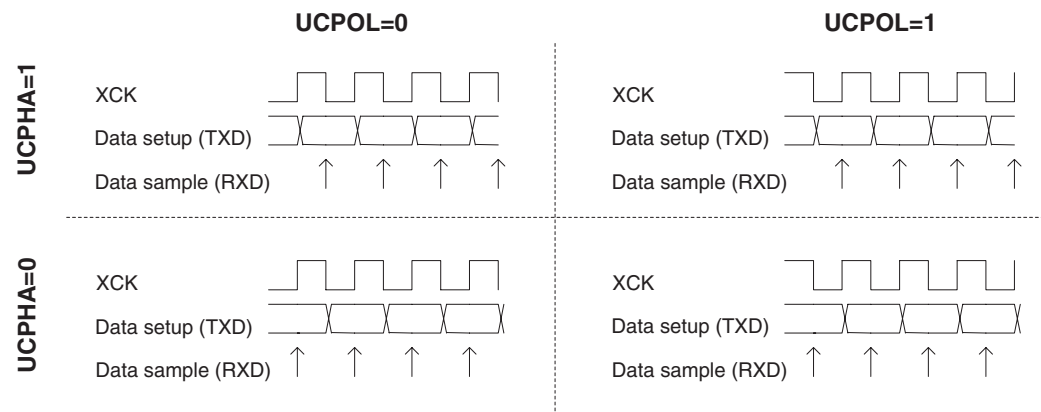 UCPOL=0
UCPOL=1
UCPHA=1
XCK
Data setup (TXD)
Data sample (RXD)
XCK
Data setup (TXD)
Data sample (RXD)
UCPHA=0
XCK
Data setup (TXD)
Data sample (RXD)
XCK
Data setup (TXD)
Data sample (RXD)